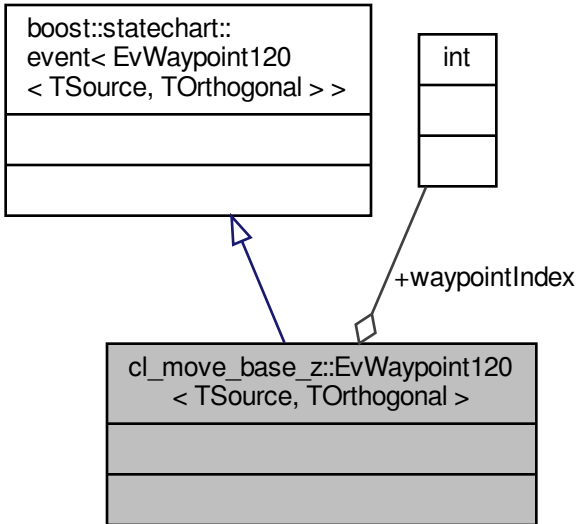 boost::statechart::
event< EvWaypoint120
< TSource, TOrthogonal > >
int
+waypointIndex
cl_move_base_z::EvWaypoint120
< TSource, TOrthogonal >